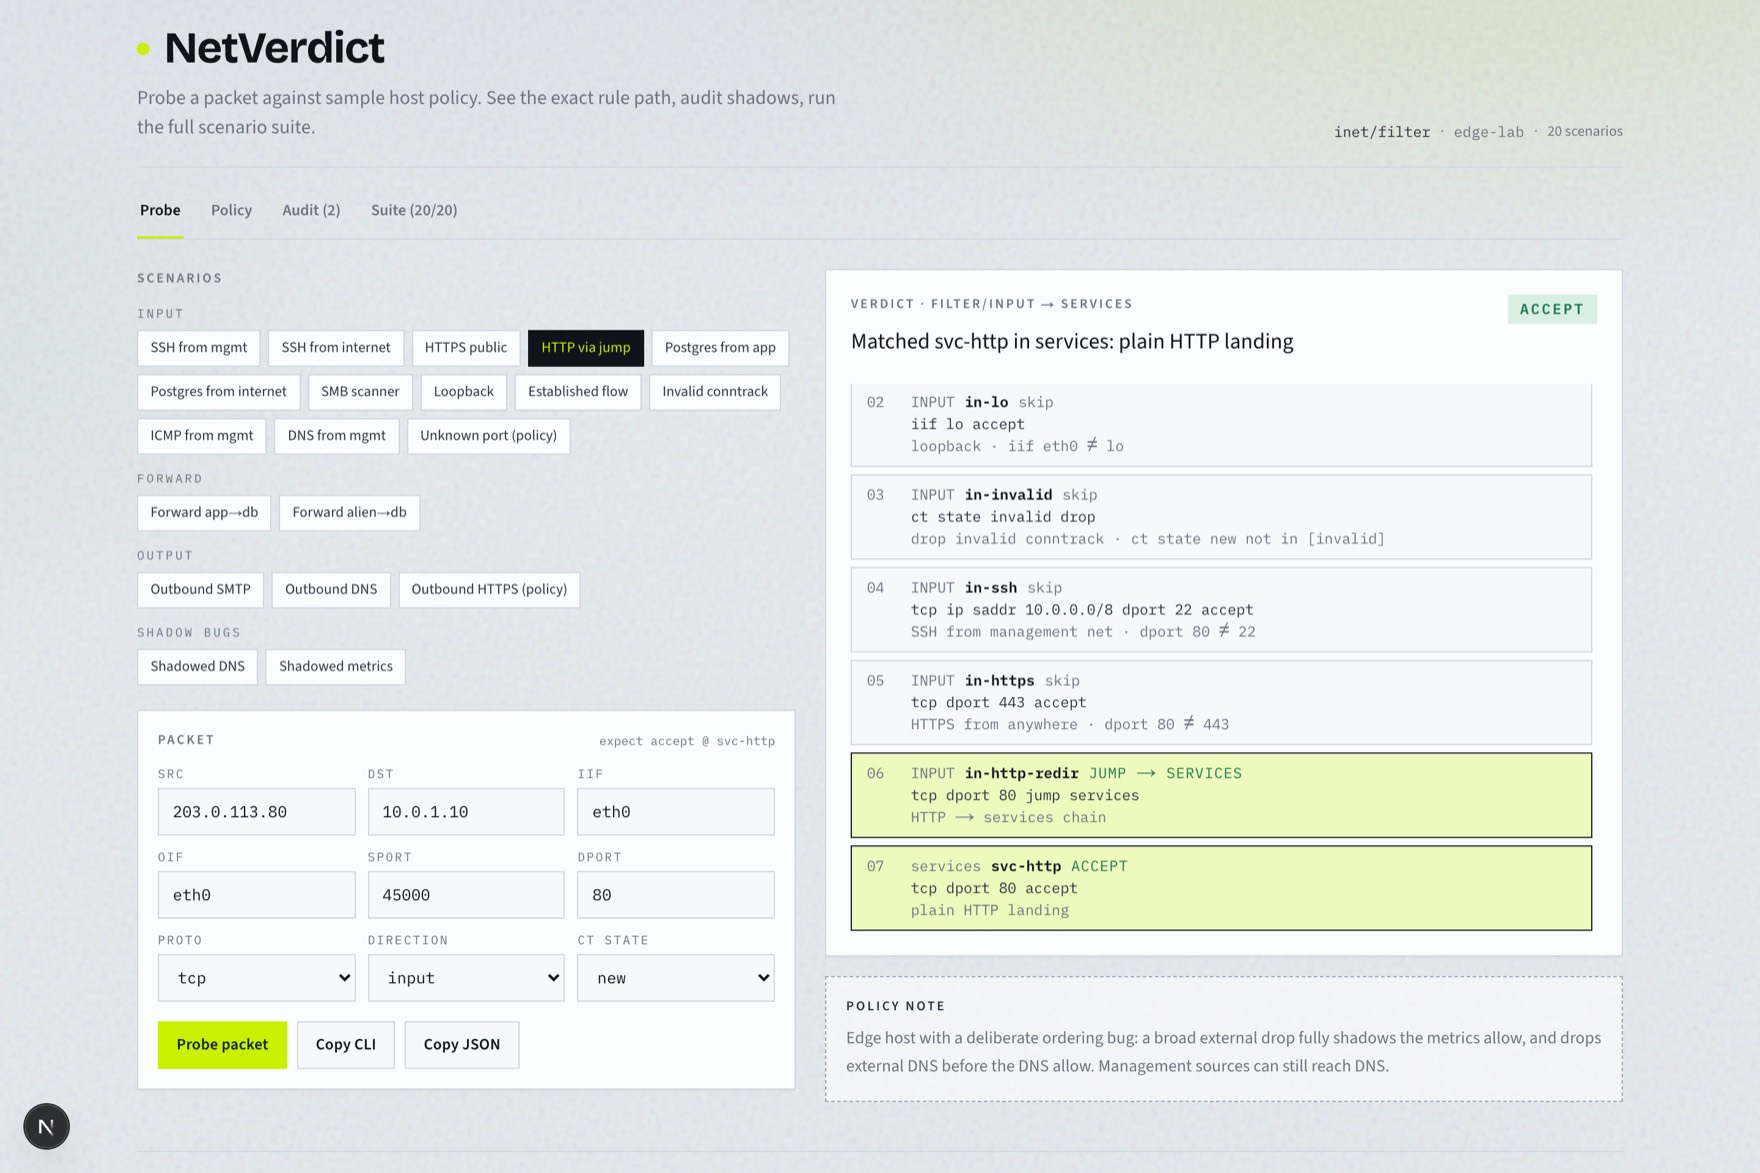 NetVerdict
Probe a packet against sample host policy. See the exact rule path, audit shadows, run
the full scenario suite.
inet/filter · edge-lab · 20 scenarios
Probe Policy Audit (2) Suite (20/20)
SCENARIOS
INPUT
SSH from mgmt SSH from internet HTTPS public HTTP via jump Postgres from app
Postgres from internet SMB scanner Loopback Established flow Invalid conntrack
ICMP from mgmt DNS from mgmt Unknown port (policy)
FORWARD
Forward app→db Forward alien→db
OUTPUT
Outbound SMTP Outbound DNS Outbound HTTPS (policy)
SHADOW BUGS
Shadowed DNS Shadowed metrics
PACKET expect accept @ svc-http
SRC DST IIF
203.0.113.80 10.0.1.10 eth0
OIF SPORT DPORT
eth0 45000 80
PROTO DIRECTION CT STATE
tcp input new
Probe packet Copy CLI Copy JSON
VERDICT · FILTER/INPUT → SERVICES ACCEPT
Matched svc-http in services: plain HTTP landing
02 INPUT in-lo skip
iif lo accept
loopback · iif eth0 ≠ lo
03 INPUT in-invalid skip
ct state invalid drop
drop invalid conntrack · ct state new not in [invalid]
04 INPUT in-ssh skip
tcp ip saddr 10.0.0.0/8 dport 22 accept
SSH from management net · dport 80 ≠ 22
05 INPUT in-https skip
tcp dport 443 accept
HTTPS from anywhere · dport 80 ≠ 443
06 INPUT in-http-redir JUMP → SERVICES
tcp dport 80 jump services
HTTP → services chain
07 services svc-http ACCEPT
tcp dport 80 accept
plain HTTP landing
POLICY NOTE
Edge host with a deliberate ordering bug: a broad external drop fully shadows the metrics allow, and drops
external DNS before the DNS allow. Management sources can still reach DNS.
N